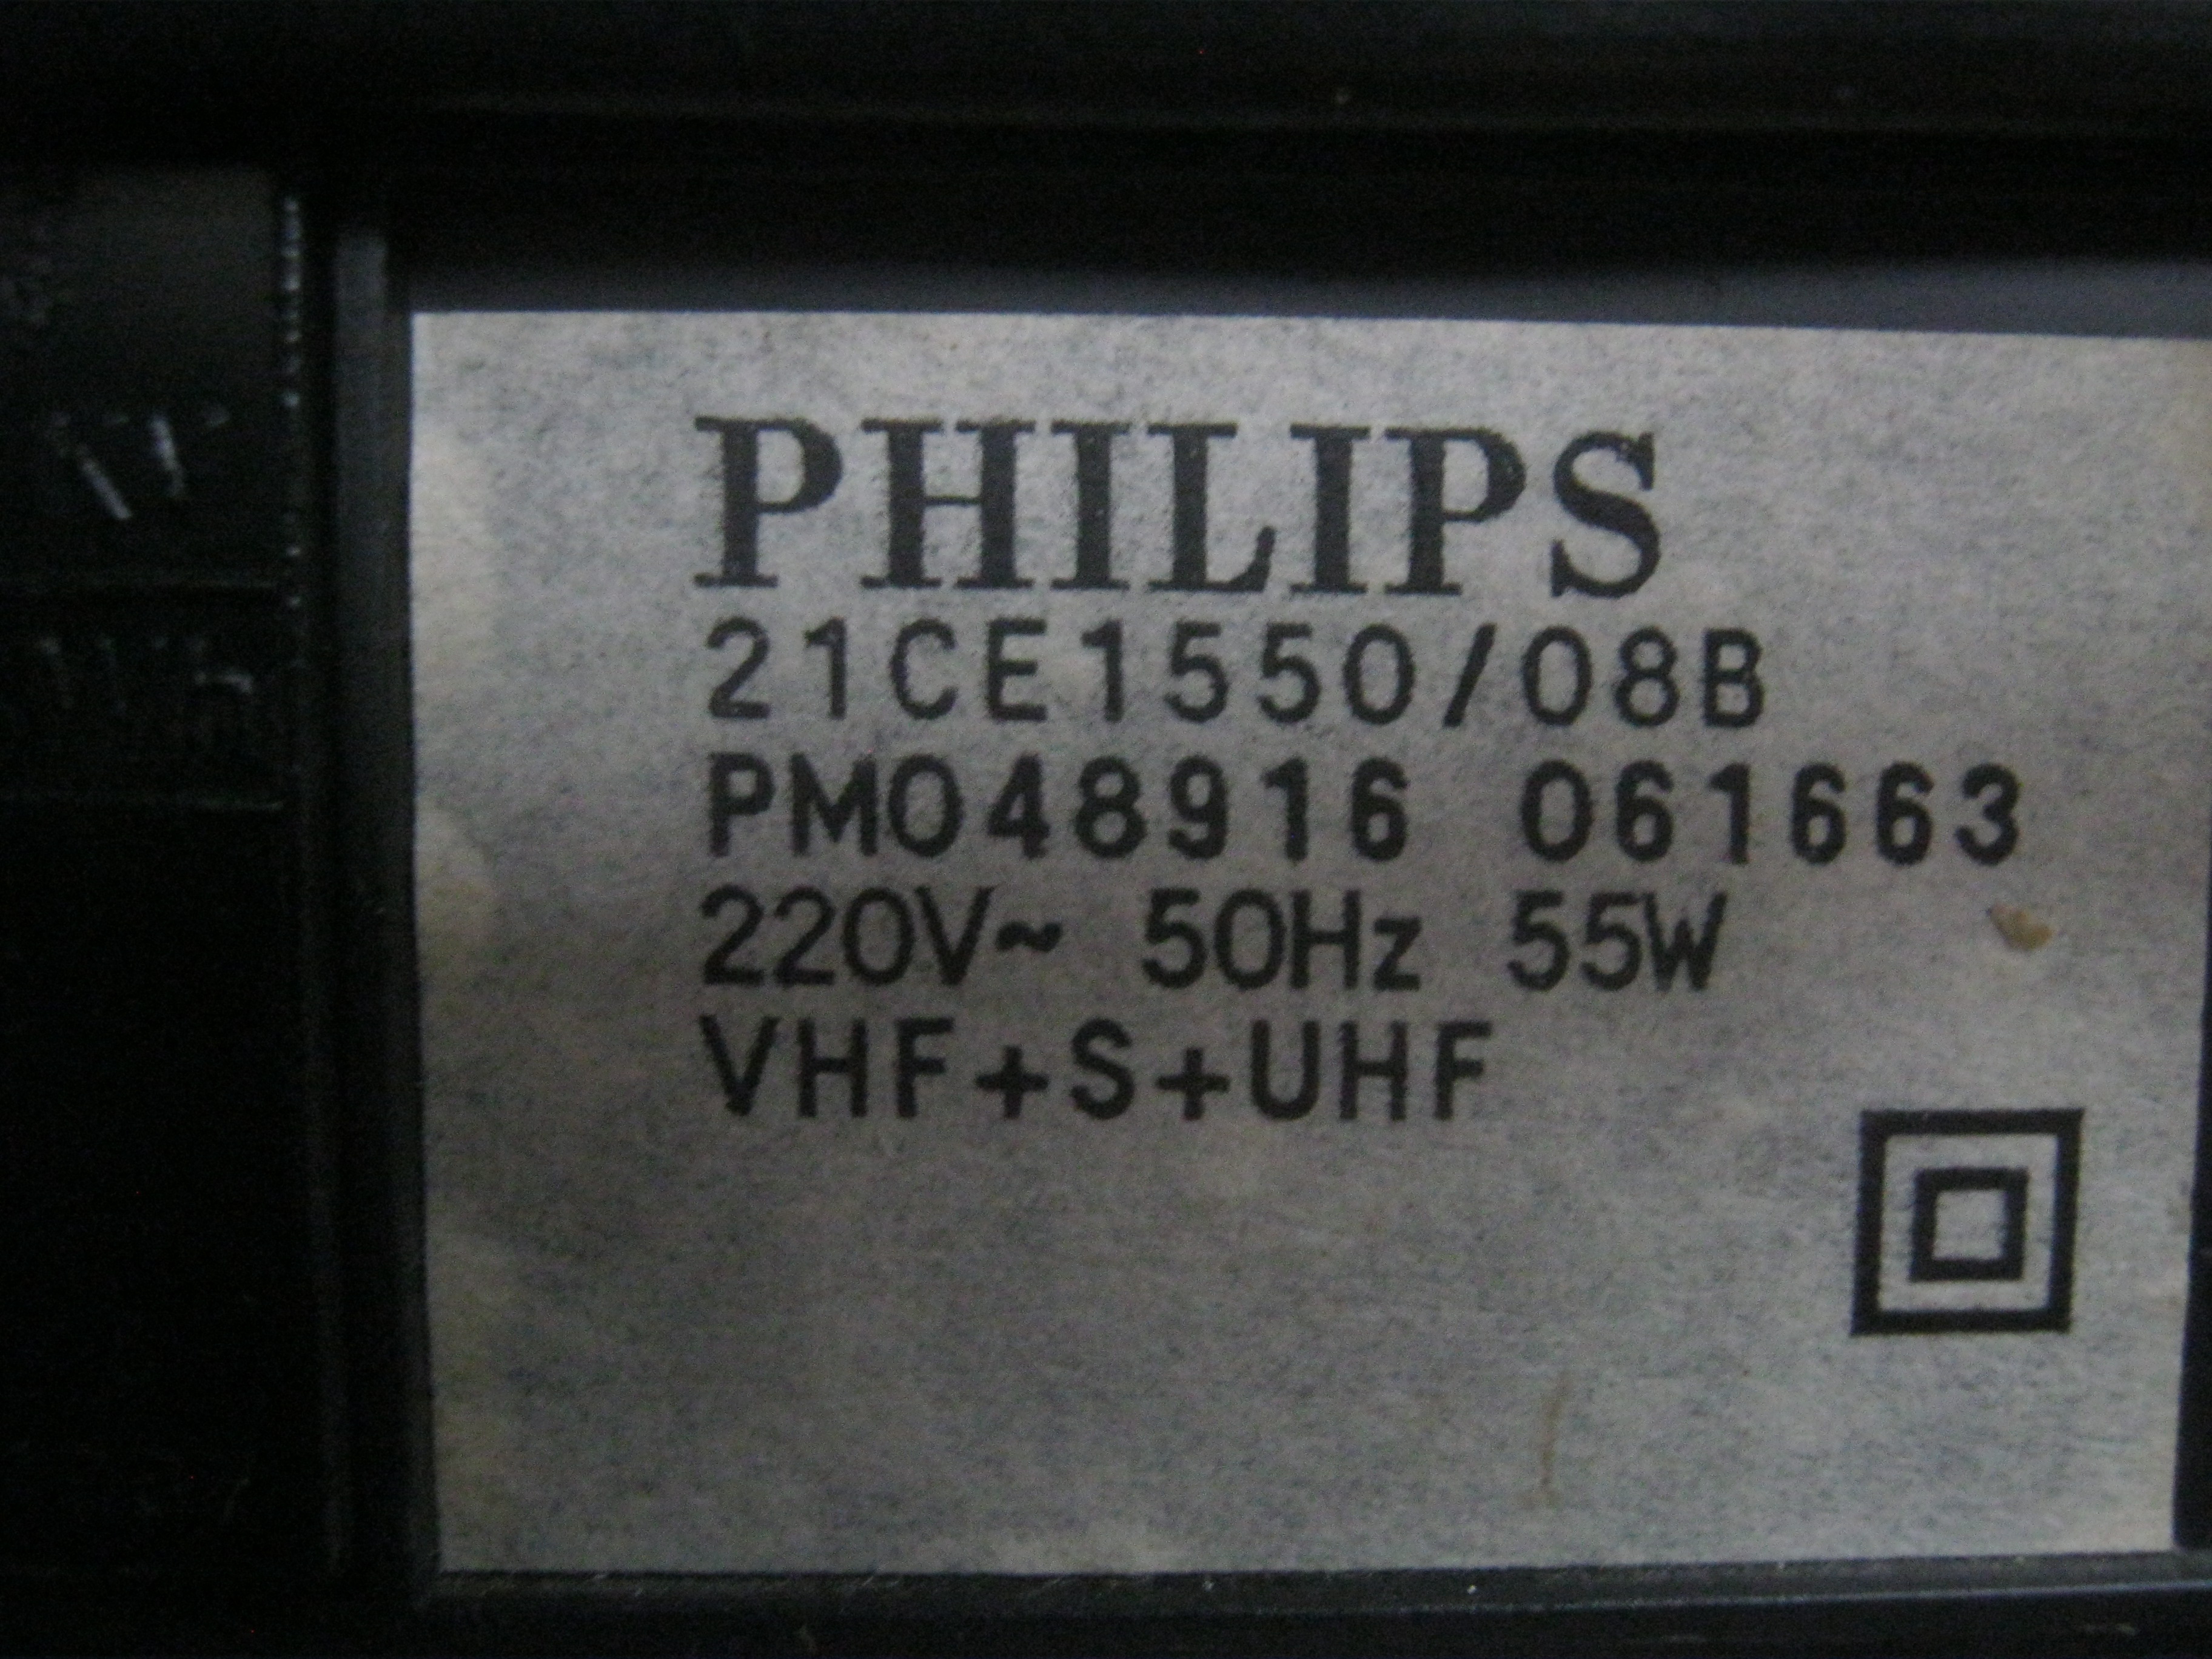 PHILIPS
21CE1550/08B
PM048916 061663
220V~ 50Hz 55W
VHF+S+UHF